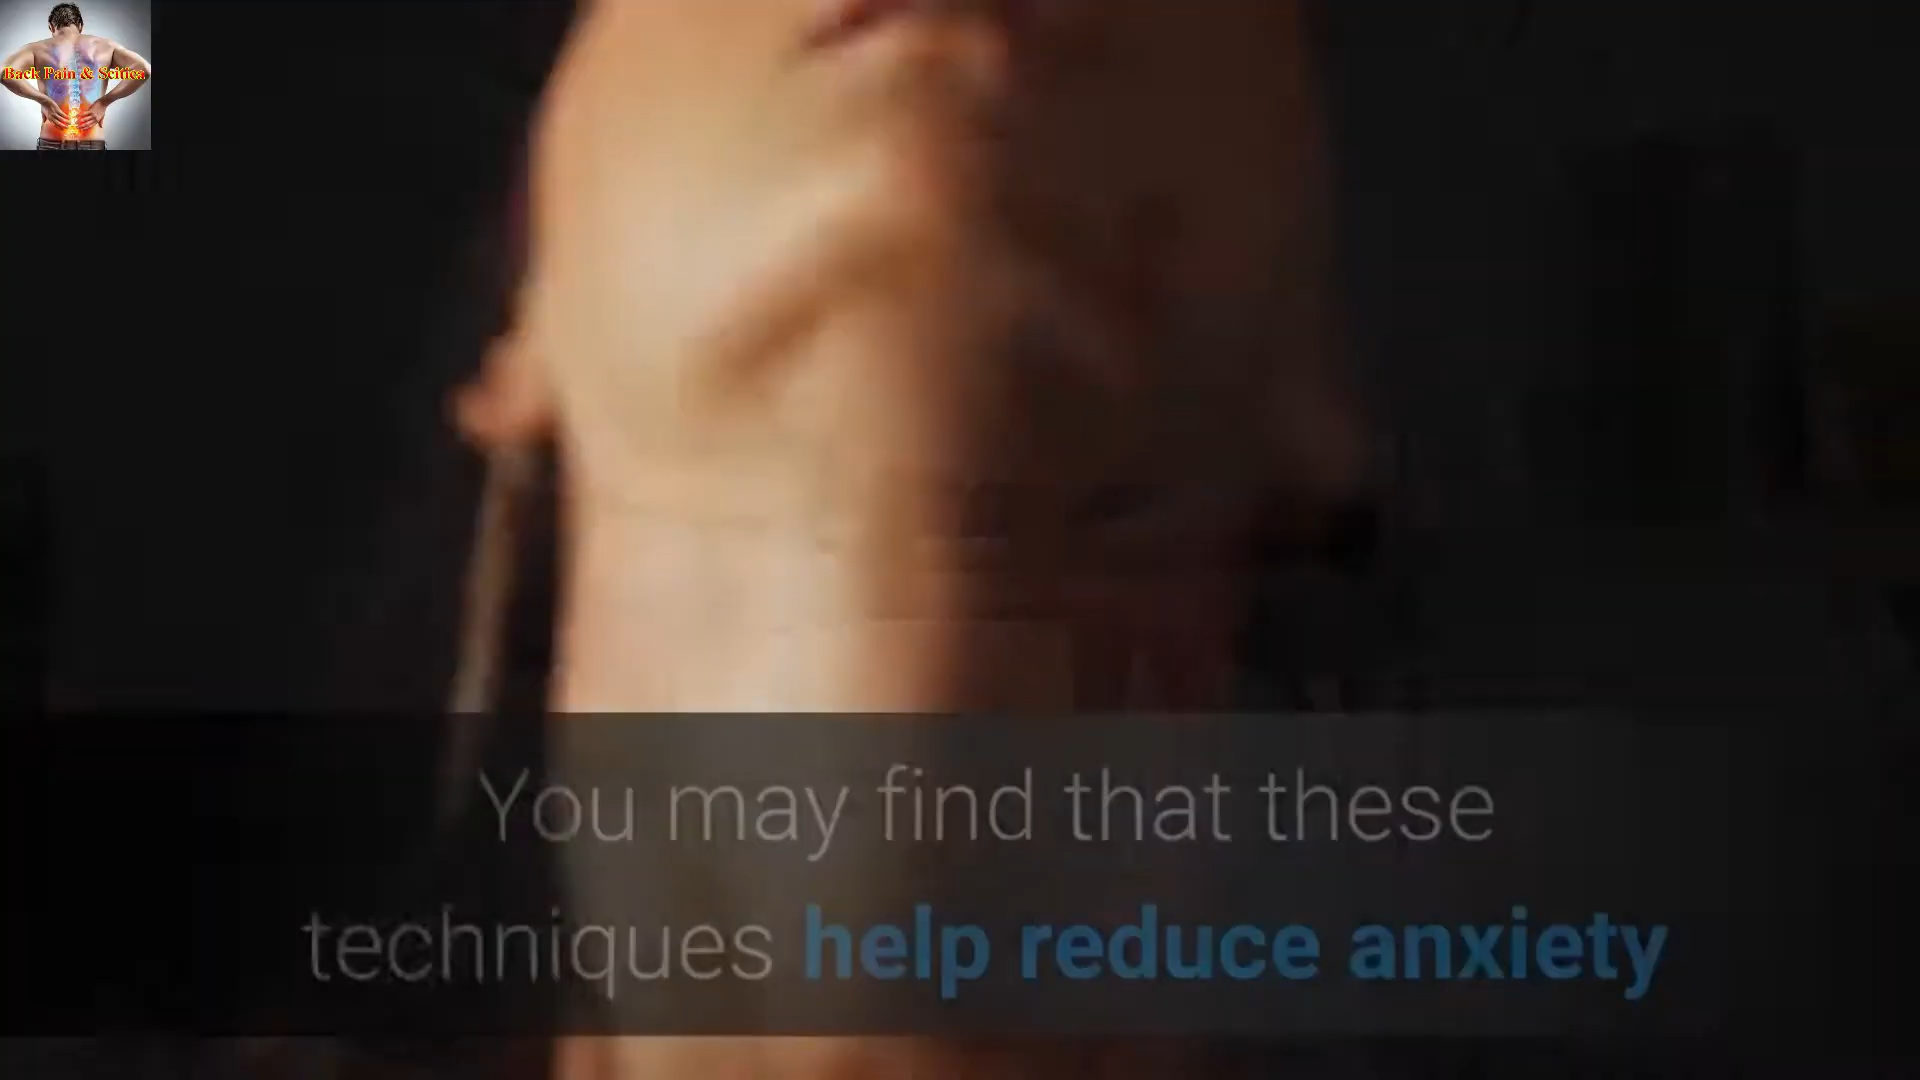 Back Pain & Scitica
You may find that these
techniques help reduce anxiety